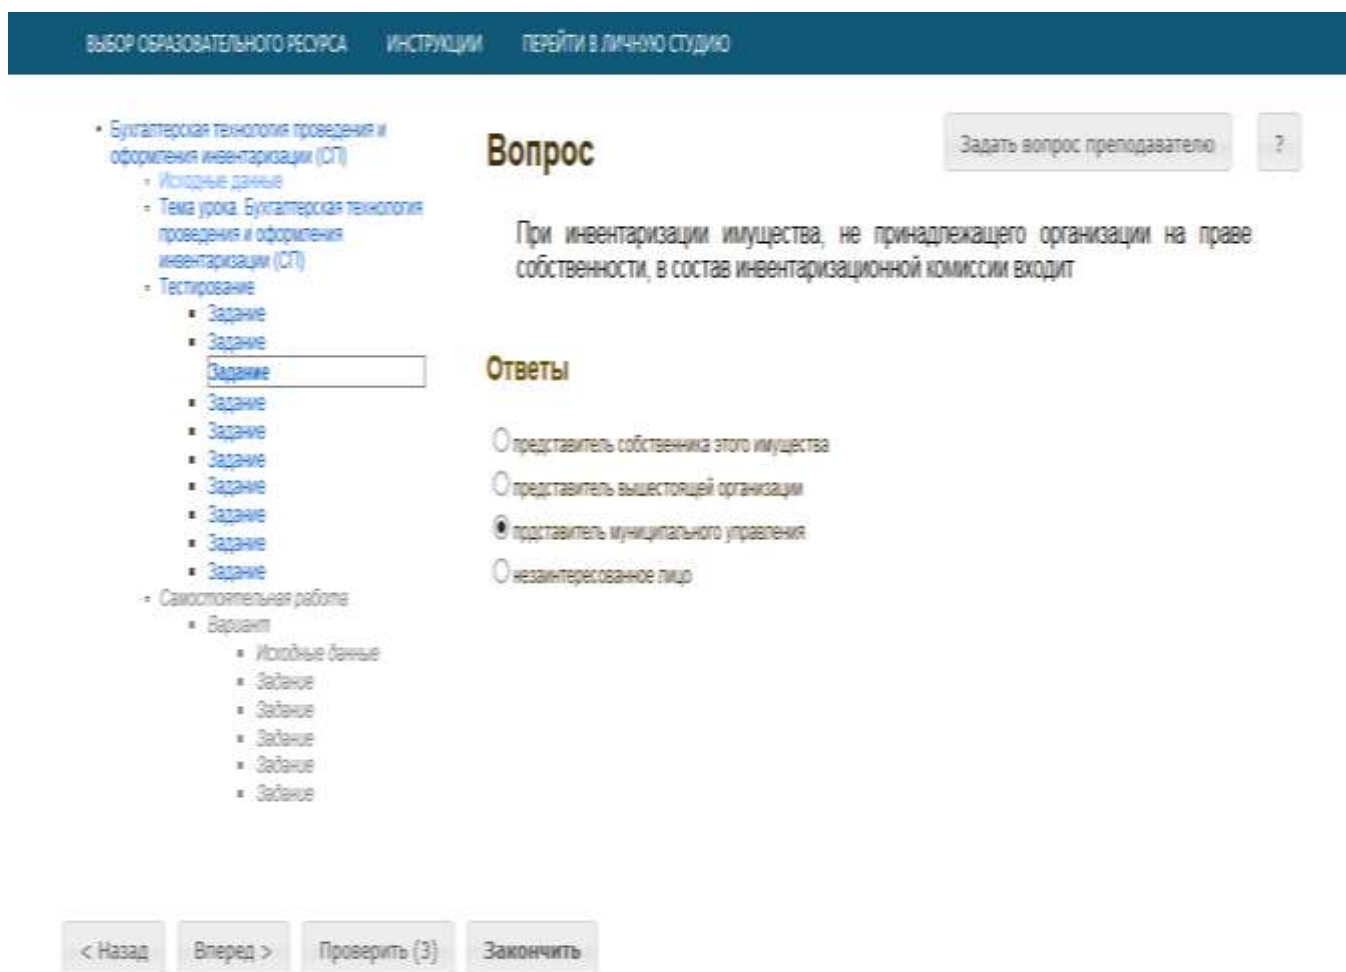 ВЫБОР ОБРАЗОВАТЕЛЬНОГО РЕСУРСА ИНСТРУКЦИИ ПЕРЕЙТИ В ЛИЧНУЮ СТУДИЮ
Бухгалтерская технология проведения и
оформления инвентаризации (СП)
Исходные данные
Тема урока. Бухгалтерская технология
проведения и оформления
инвентаризации (СП)
Тестирование
Задание
Задание
Задание
Задание
Задание
Задание
Задание
Задание
Задание
Задание
Самостоятельная работа
Вариант
Исходные данные
Задание
Задание
Задание
Задание
Задание
Вопрос
Задать вопрос преподавателю
?
При инвентаризации имущества, не принадлежащего организации на праве
собственности, в состав инвентаризационной комиссии входит
Ответы
представитель собственника этого имущества
представитель вышестоящей организации
прдставитель муниципального управления
незаинтересованное лицо
< Назад Вперед > Проверить (3) Закончить